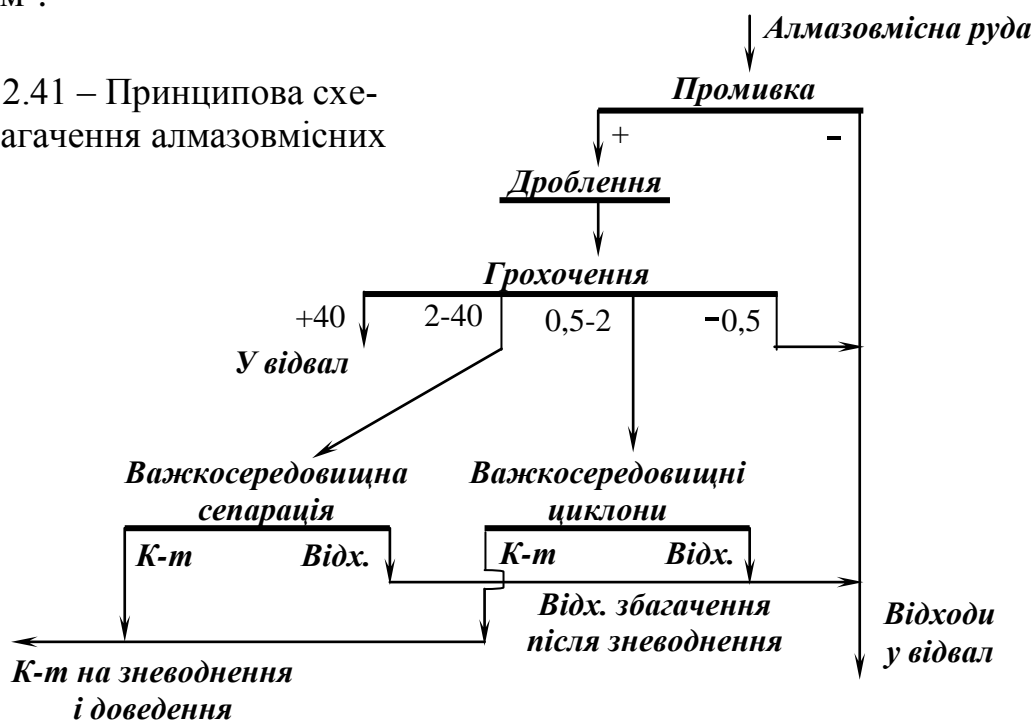 м³.
Алмазовмісна руда
2.41 – Принципова схе-
агачення алмазовмісних
Промивка
+ -
Дроблення
Грохочення
+40 2-40 0,5-2 -0,5
У відвал
Важкосередовищна
сепарація
Важкосередовищні
циклони
К-т Відх. К-т Відх.
Відх. збагачення
після зневоднення
Відходи
у відвал
К-т на зневоднення
і доведення